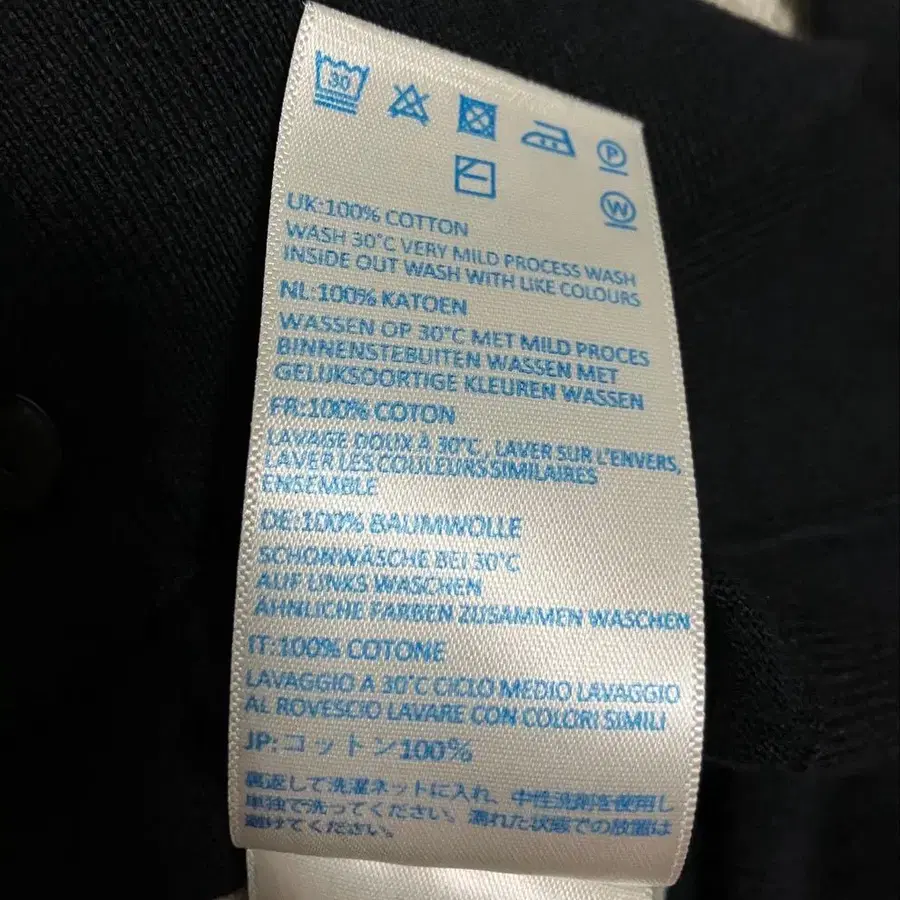 30
P
W
UK:100% COTTON
WASH 30°C VERY MILD PROCESS WASH
INSIDE OUT WASH WITH LIKE COLOURS
NL:100% KATOEN
WASSEN OP 30°C MET MILD PROCES
BINNENSTEBUITEN WASSEN MET
GELUKSOORTIGE KLEUREN WASSEN
FR:100% COTON
LAVAGE DOUX A 30°C, LAVER SUR L'ENVERS,
LAVER LES COULEURS SIMILAIRES
ENSEMBLE
DE:100% BAUMWOLLE
SCHONWÄSCHE BEI 30°C
AUF LINKS WASCHEN
ÄHNLICHE FARBEN ZUSAMMEN WASCHEN
IT:100% COTONE
LAVAGGIO A 30°C CICLO MEDIO LAVAGGIO
AL ROVESCIO LAVARE CON COLORI SIMILI
JP:コットン100%
裏返して洗濯ネットに入れ、中性洗剤を使用し
単独で洗ってください。濡れた状態での放置は
避けてください。